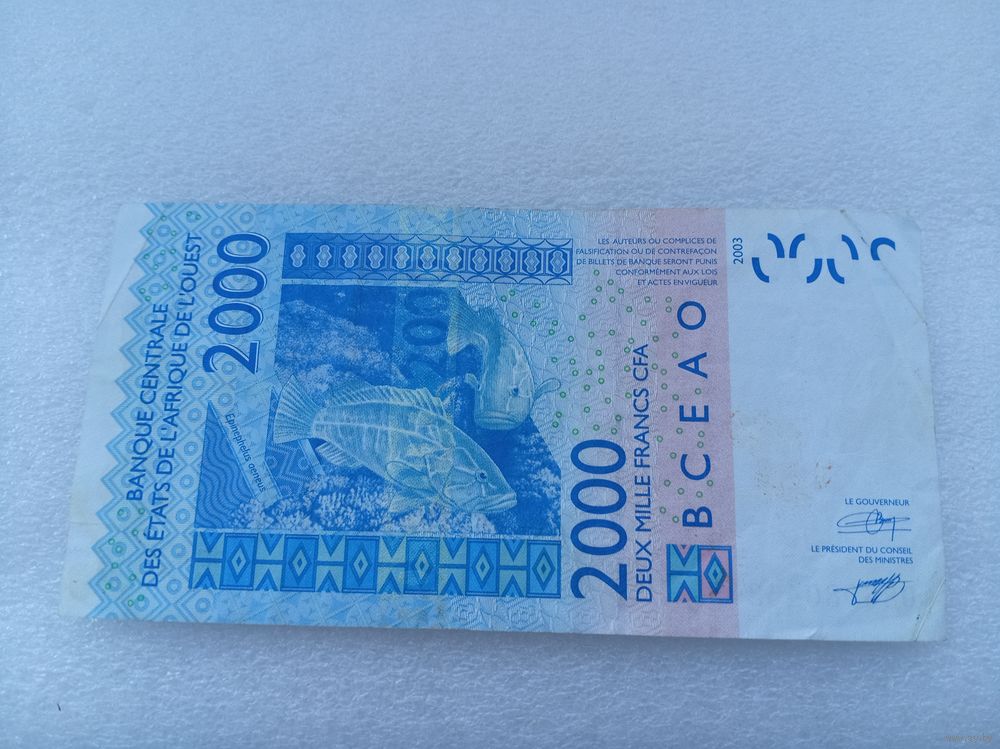 BANQUE CENTRALE
DES ÉTATS DE L'AFRIQUE DE L'OUEST
2000
Epinephelus aeneus
200
LES AUTEURS OU COMPLICES DE
FALSIFICATION OU DE CONTREFAÇON
DE BILLETS DE BANQUE SERONT PUNIS
CONFORMÉMENT AUX LOIS
ET ACTES EN VIGUEUR
2003
2000
DEUX MILLE FRANCS CFA
BCEAO
LE GOUVERNEUR
LE PRÉSIDENT DU CONSEIL
DES MINISTRES